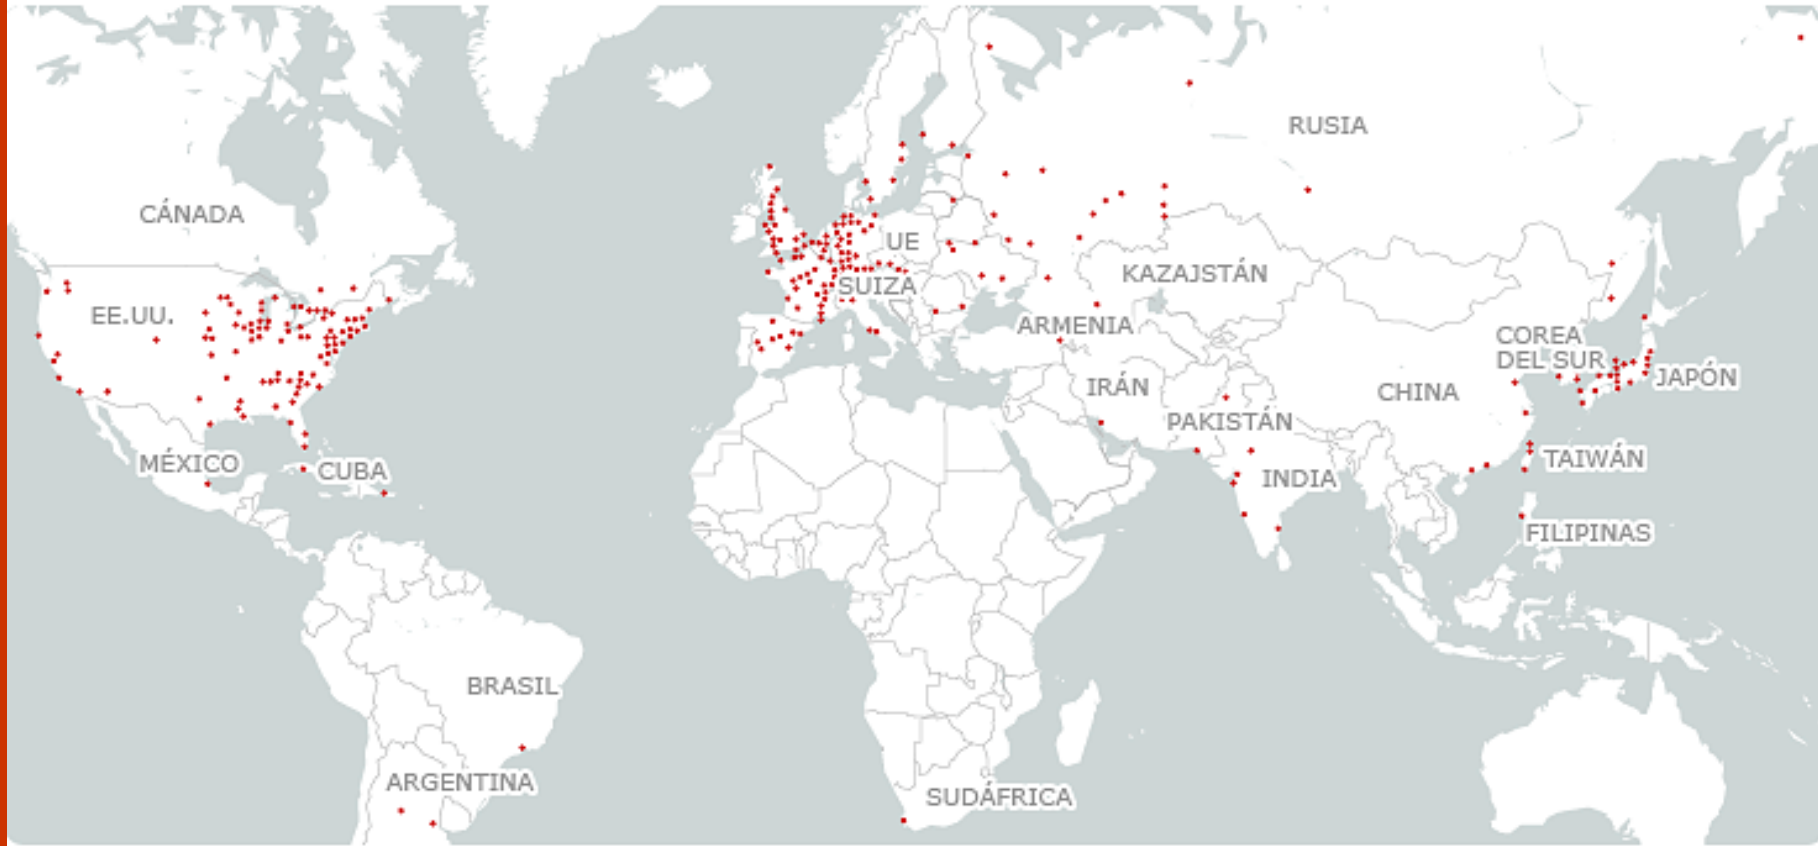 RUSIA
CÁNADA
UE
KAZAJSTÁN
SUIZA
EE.UU.
ARMENIA
COREA
DEL SUR
JAPÓN
IRÁN
CHINA
PAKISTÁN
MÉXICO
CUBA
TAIWÁN
INDIA
FILIPINAS
BRASIL
ARGENTINA
SUDÁFRICA